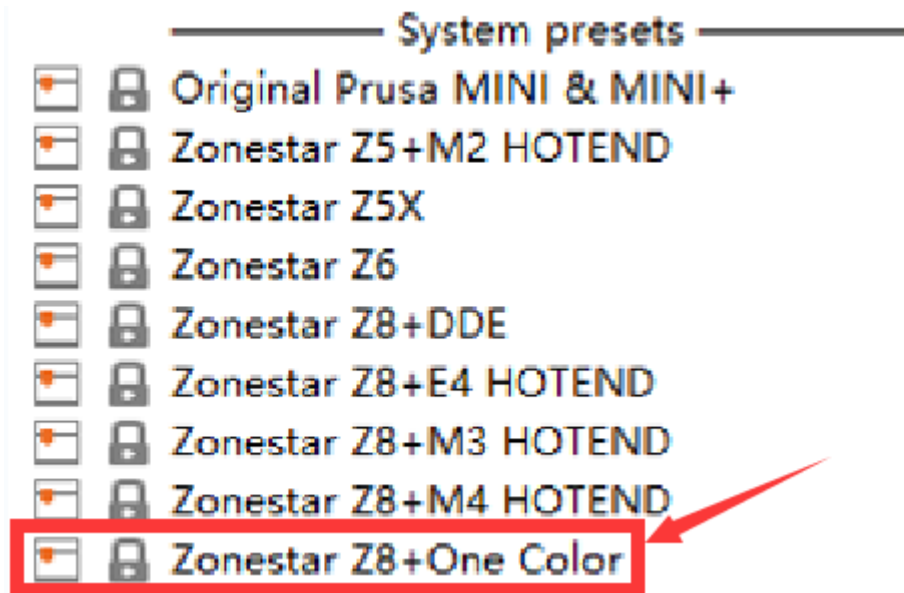 System presets
Original Prusa MINI & MINI+
Zonestar Z5+M2 HOTEND
Zonestar Z5X
Zonestar Z6
Zonestar Z8+DDE
Zonestar Z8+E4 HOTEND
Zonestar Z8+M3 HOTEND
Zonestar Z8+M4 HOTEND
Zonestar Z8+One Color